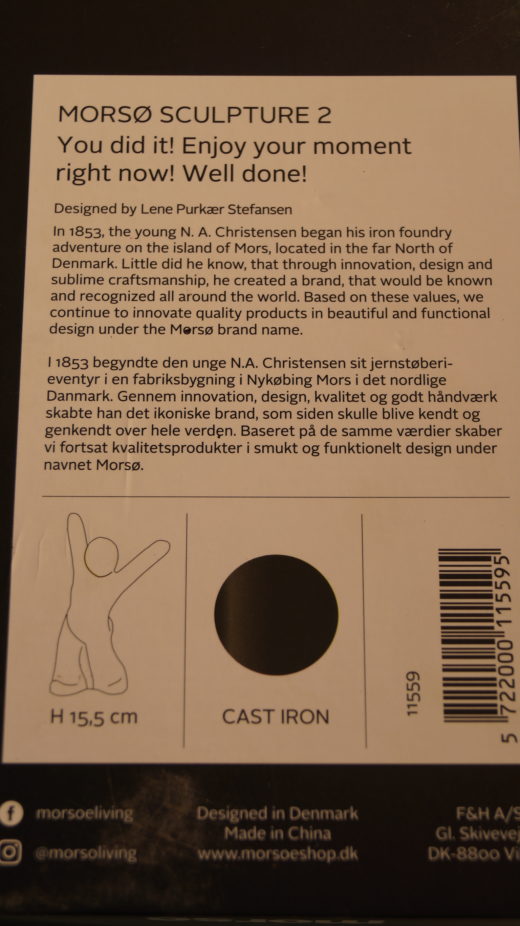 MORSØ SCULPTURE 2
You did it! Enjoy your moment
right now! Well done!
Designed by Lene Purkær Stefansen
In 1853, the young N. A. Christensen began his iron foundry
adventure on the island of Mors, located in the far North of
Denmark. Little did he know, that through innovation, design and
sublime craftsmanship, he created a brand, that would be known
and recognized all around the world. Based on these values, we
continue to innovate quality products in beautiful and functional
design under the Morsø brand name.
I 1853 begyndte den unge N.A. Christensen sit jernstøberi-
eventyr i en fabriksbygning i Nykøbing Mors i det nordlige
Danmark. Gennem innovation, design, kvalitet og godt håndværk
skabte han det ikoniske brand, som siden skulle blive kendt og
genkendt over hele verden. Baseret på de samme værdier skaber
vi fortsat kvalitetsprodukter i smukt og funktionelt design under
navnet Morsø.
H 15,5 cm
CAST IRON
11559
5 722000 115595
morsoeliving
@morsoliving
Designed in Denmark
Made in China
www.morsoeshop.dk
F&H A/S
Gl. Skivevej
DK-8800 Vi